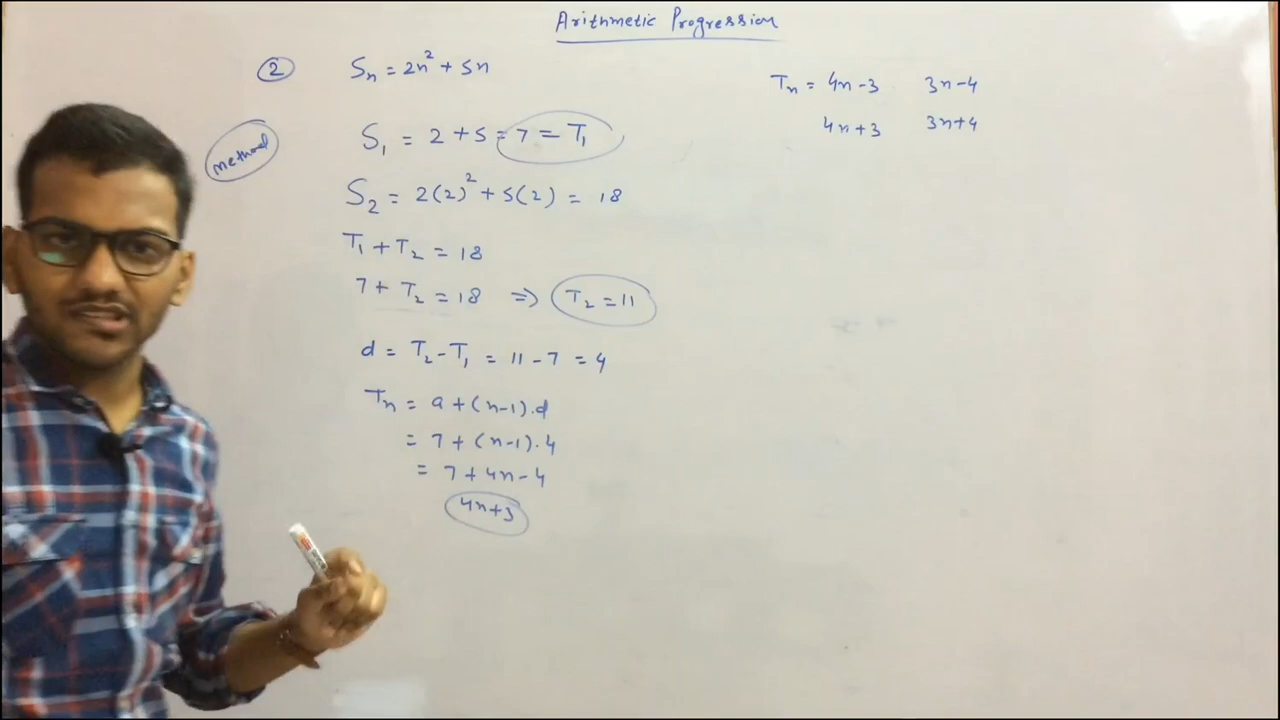 Arithmetic Progression
② Sₙ = 2n² + 5n
method
S₁ = 2 + 5 = 7 = T₁
S₂ = 2(2)² + 5(2) = 18
T₁ + T₂ = 18
7 + T₂ = 18 ⇒ T₂ = 11
d = T₂ - T₁ = 11 - 7 = 4
Tₙ = a + (n-1).d
= 7 + (n-1).4
= 7 + 4n - 4
4n+3
Tₙ = 4n-3 3n-4
4n+3 3n+4